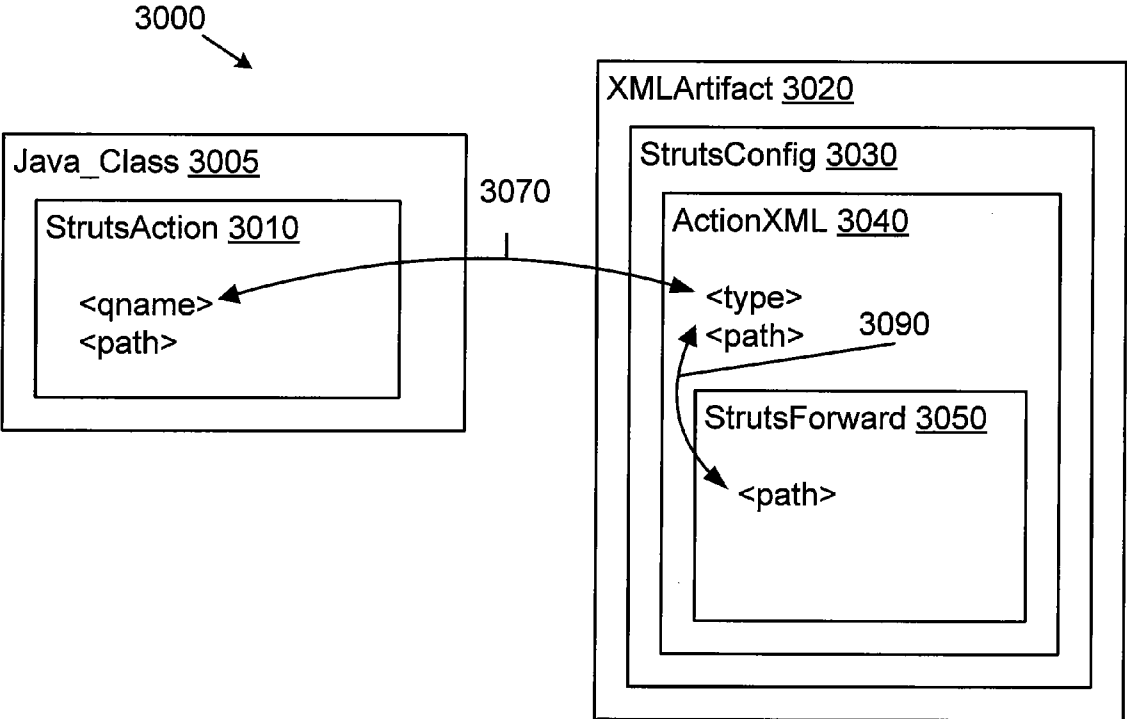 3000
XMLArtifact 3020
StrutsConfig 3030
Java_Class 3005
3070
StrutsAction 3010
ActionXML 3040
<qname>
<path>
<type>
<path>
3090
StrutsForward 3050
<path>